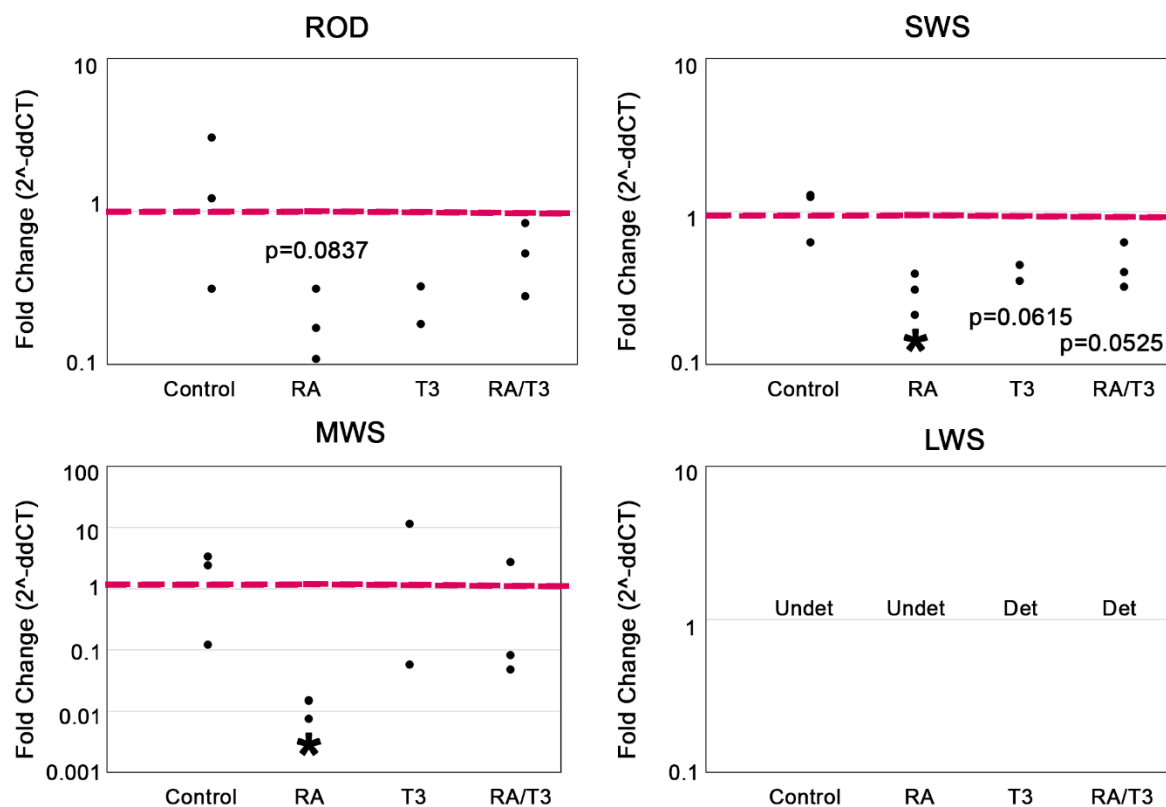 ROD
Fold Change (2^-ddCT)
10
1
0.1
p=0.0837
Control RA T3 RA/T3
SWS
Fold Change (2^-ddCT)
10
1
0.1
p=0.0615
p=0.0525
*
Control RA T3 RA/T3
MWS
Fold Change (2^-ddCT)
100
10
1
0.1
0.01
0.001
*
Control RA T3 RA/T3
LWS
Fold Change (2^-ddCT)
10
1
0.1
Undet Undet Det Det
Control RA T3 RA/T3